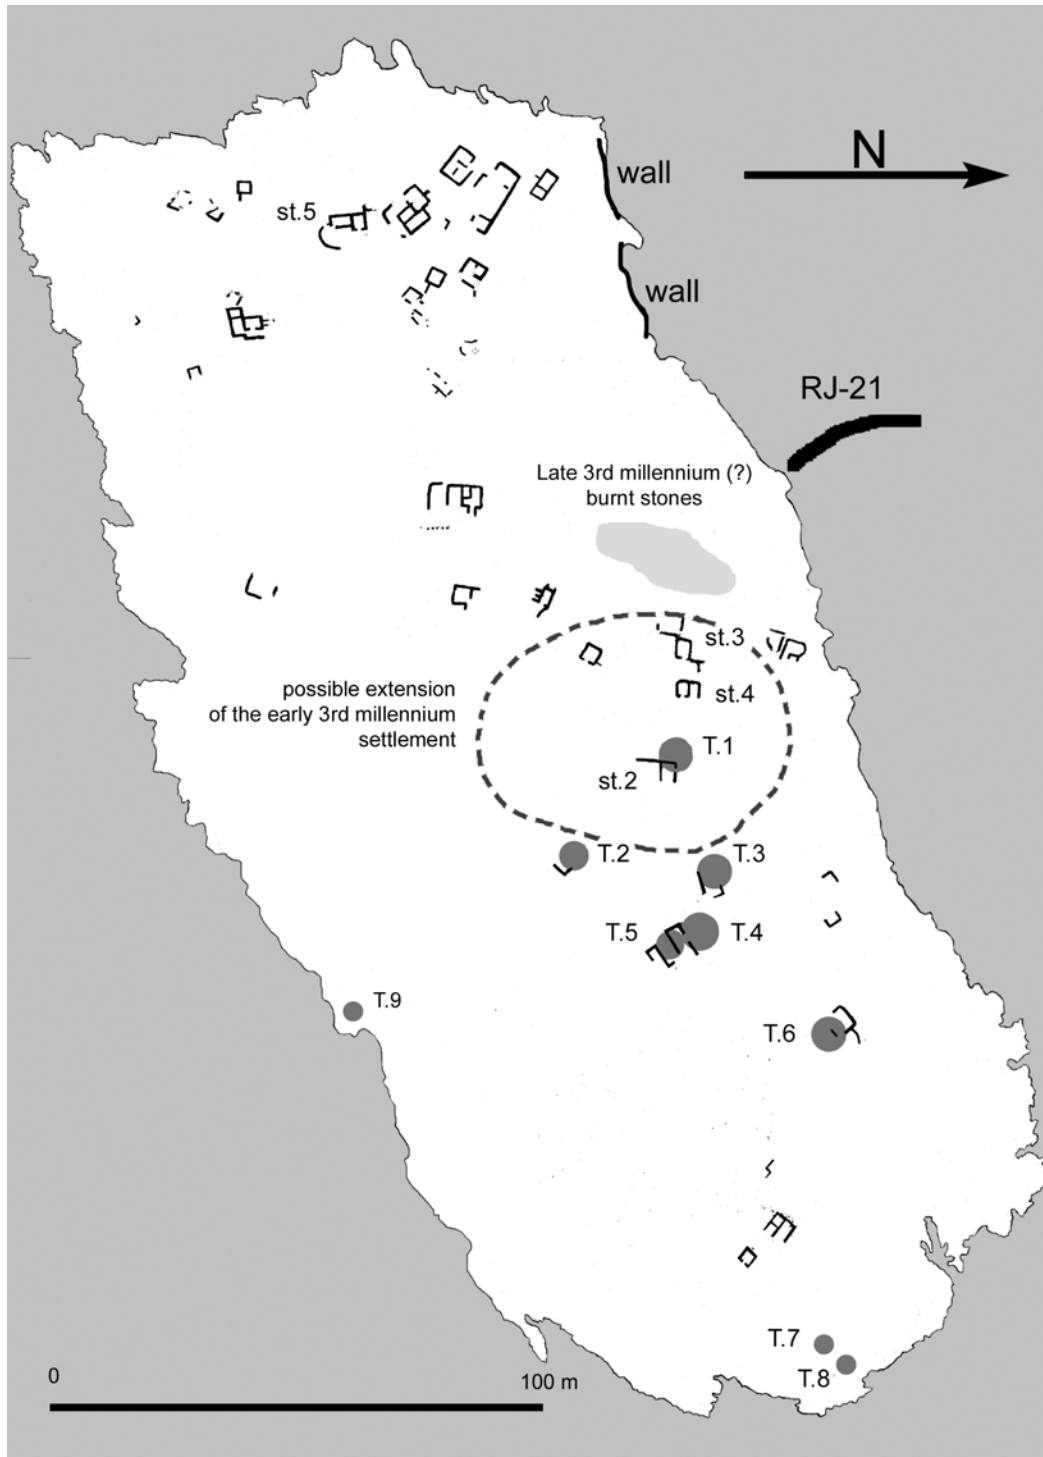 N
wall
st.5
wall
RJ-21
Late 3rd millennium (?)
burnt stones
st.3
possible extension
of the early 3rd millennium
settlement
st.4
T.1
st.2
T.2
T.3
T.5
T.4
T.9
T.6
T.7
T.8
0
100 m